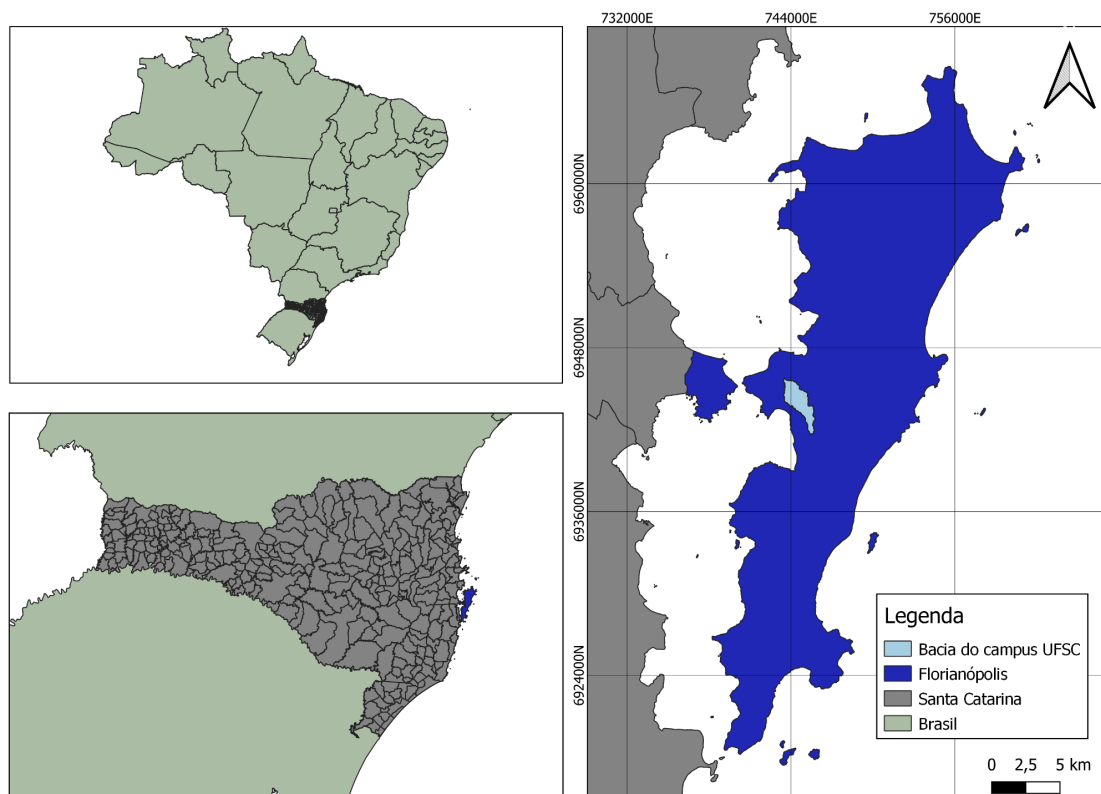 732000E
744000E
756000E
6960000N
6948000N
6936000N
6924000N
Legenda
Bacia do campus UFSC
Florianópolis
Santa Catarina
Brasil
0 2,5 5 km